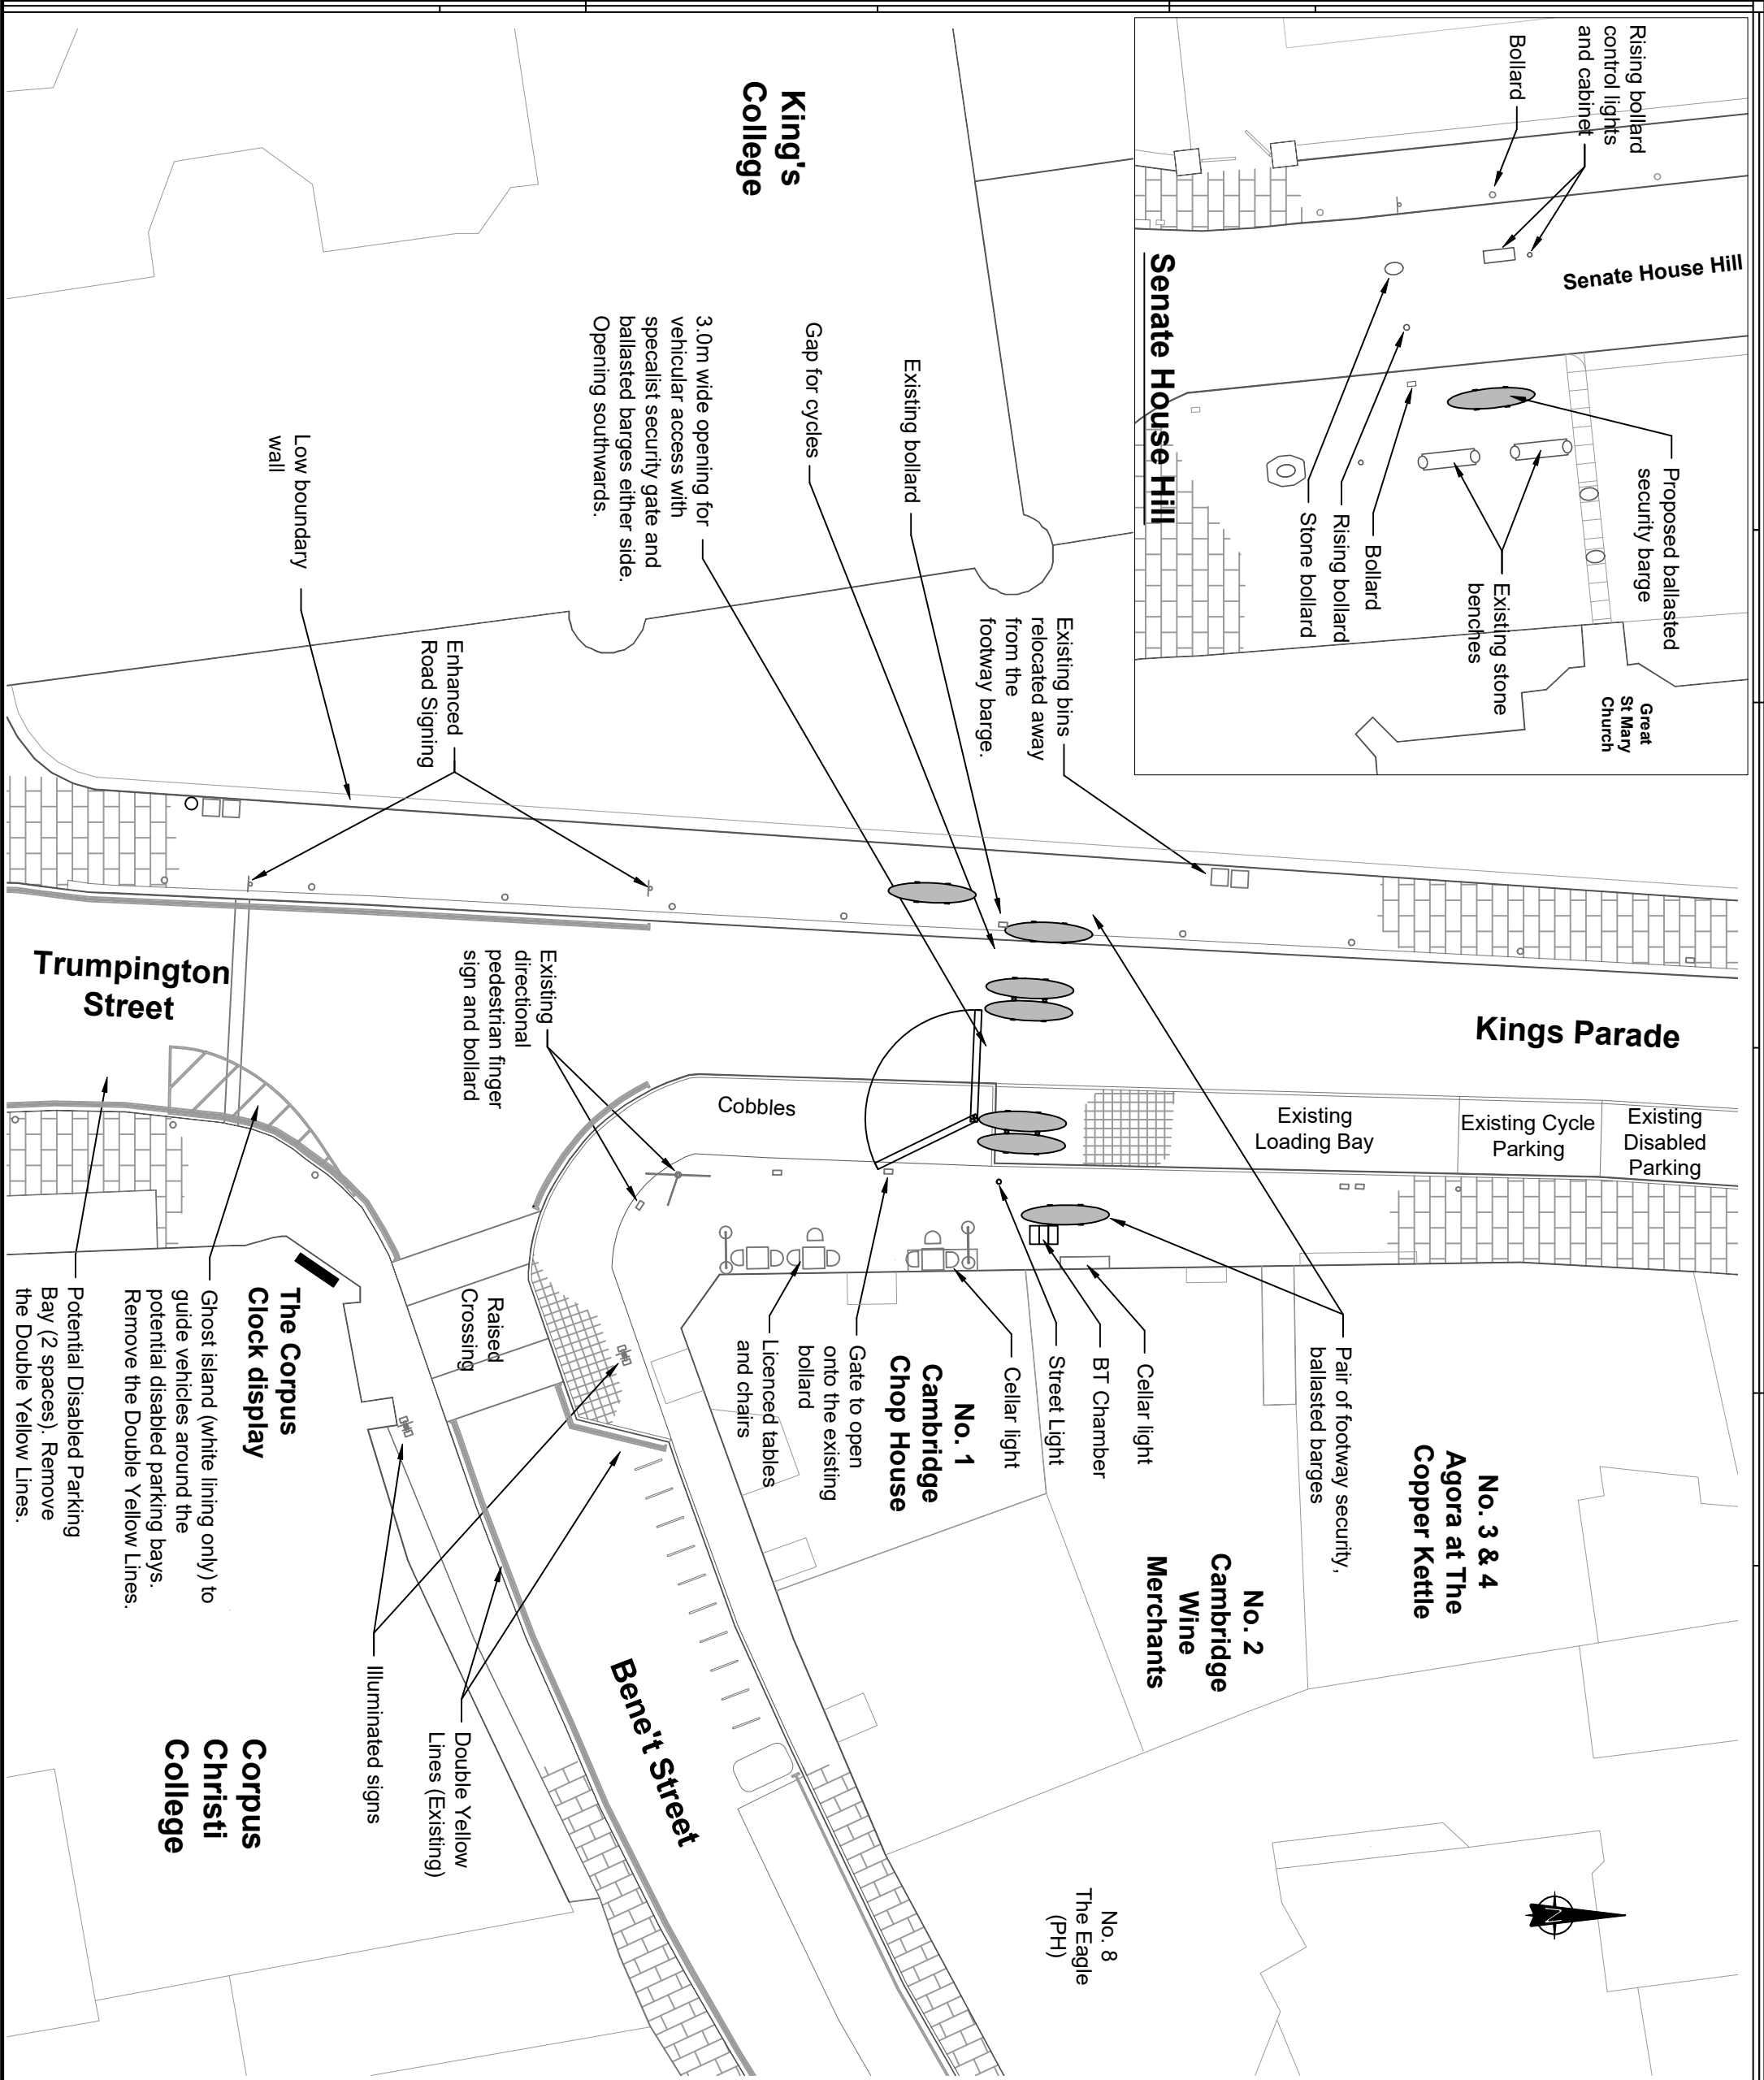 Rising bollard
control lights
and cabinet
Bollard
Senate House Hill
Senate House Hill
Proposed ballasted
security barge
Existing stone
benches
Bollard
Rising bollard
Stone bollard
Great
St Mary
Church
King's
College
3.0m wide opening for
vehicular access with
specalist security gate and
ballasted barges either side.
Opening southwards.
Gap for cycles
Existing bollard
Low boundary
wall
Existing bins
relocated away
from the
footway barge.
Enhanced
Road Signing
Trumpington
Street
Existing
directional
pedestrian finger
sign and bollard
Kings Parade
Cobbles
Existing
Loading Bay
Existing Cycle
Parking
Existing
Disabled
Parking
Raised
Crossing
The Corpus
Clock display
Ghost island (white lining only) to
guide vehicles around the
potential disabled parking bays.
Remove the Double Yellow Lines.
Potential Disabled Parking
Bay (2 spaces). Remove
the Double Yellow Lines.
Licenced tables
and chairs
Gate to open
onto the existing
bollard
No. 1
Cambridge
Chop House
Cellar light
Street Light
BT Chamber
Cellar light
Pair of footway security,
ballasted barges
No. 3 & 4
Agora at The
Copper Kettle
No. 2
Cambridge
Wine
Merchants
Illuminated signs
Double Yellow
Lines (Existing)
Bene't Street
Corpus
Christi
College
No. 8
The Eagle
(PH)
N